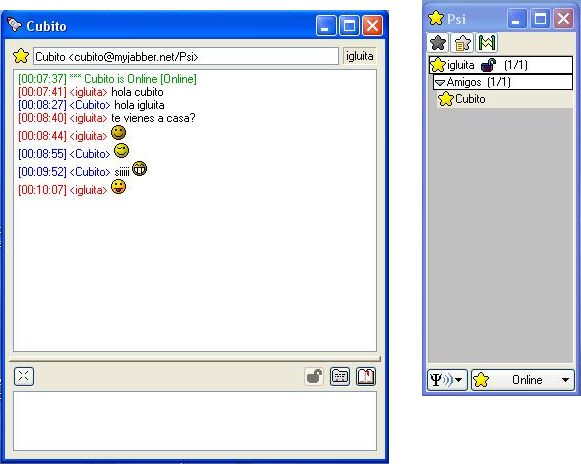 Cubito
Cubito <cubito@myjabber.net/Psi> igluita
[00:07:37] *** Cubito is Online [Online]
[00:07:41] <igluita> hola cubito
[00:08:27] <Cubito> hola igluita
[00:08:40] <igluita> te vienes a casa?
[00:08:44] <igluita>
[00:08:55] <Cubito>
[00:09:52] <Cubito> siiiii
[00:10:07] <igluita>
Psi
igluita (1/1)
Amigos (1/1)
Cubito
Ψ Online